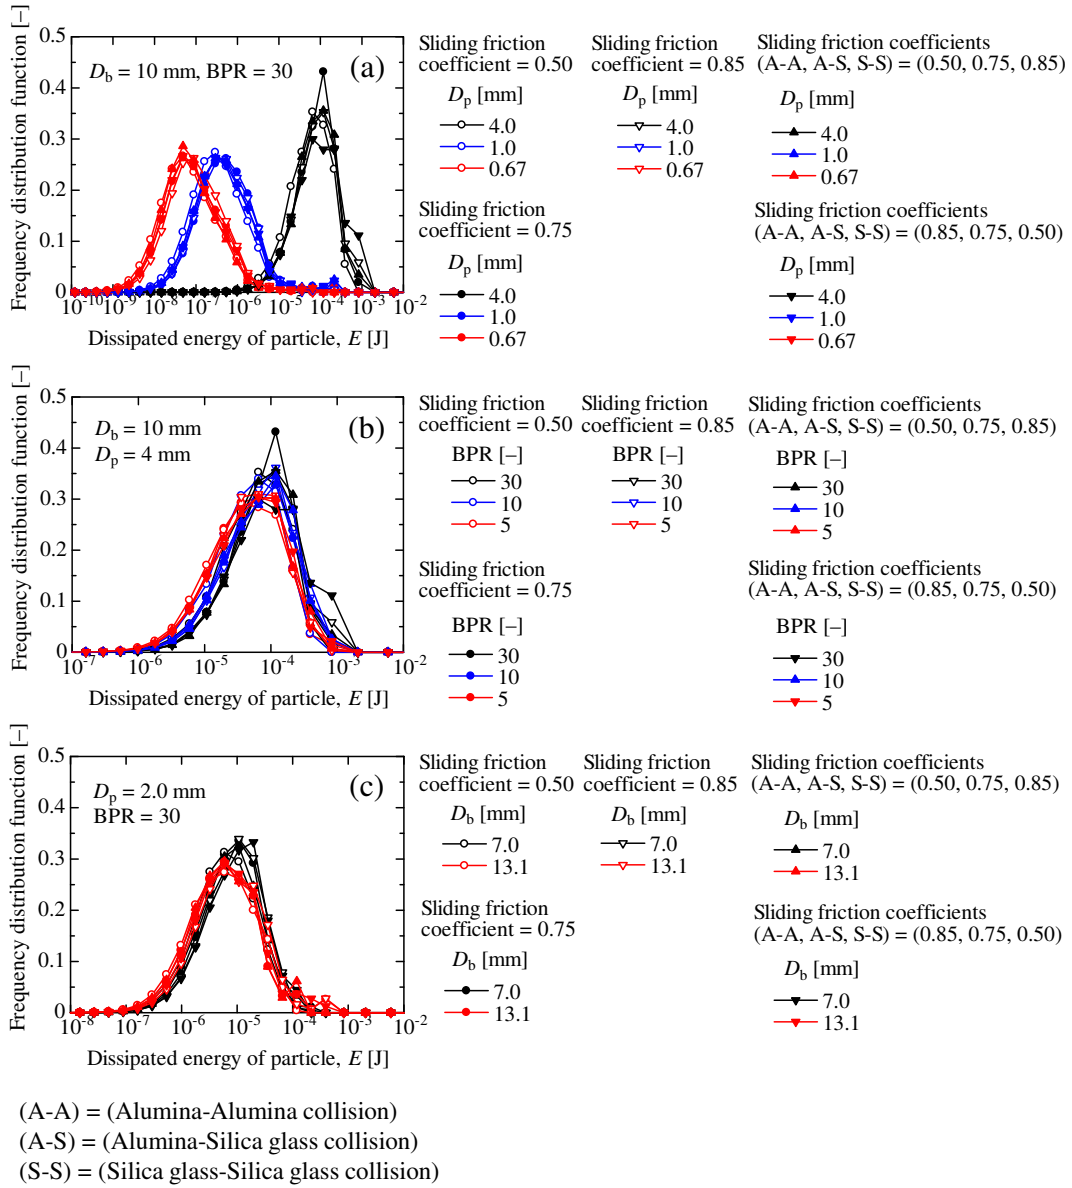 Frequency distribution function [–]
0.5
0.4
0.3
0.2
0.1
0
D_b = 10 mm, BPR = 30
(a)
10^-10 10^-9 10^-8 10^-7 10^-6 10^-5 10^-4 10^-3 10^-2
Dissipated energy of particle, E [J]
Sliding friction
coefficient = 0.50
D_p [mm]
4.0
1.0
0.67
Sliding friction
coefficient = 0.85
D_p [mm]
4.0
1.0
0.67
Sliding friction coefficients
(A-A, A-S, S-S) = (0.50, 0.75, 0.85)
D_p [mm]
4.0
1.0
0.67
Sliding friction
coefficient = 0.75
D_p [mm]
4.0
1.0
0.67
Sliding friction coefficients
(A-A, A-S, S-S) = (0.85, 0.75, 0.50)
D_p [mm]
4.0
1.0
0.67
Frequency distribution function [–]
0.5
0.4
0.3
0.2
0.1
0
D_b = 10 mm
D_p = 4 mm
(b)
10^-7 10^-6 10^-5 10^-4 10^-3 10^-2
Dissipated energy of particle, E [J]
Sliding friction
coefficient = 0.50
BPR [–]
30
10
5
Sliding friction
coefficient = 0.85
BPR [–]
30
10
5
Sliding friction coefficients
(A-A, A-S, S-S) = (0.50, 0.75, 0.85)
BPR [–]
30
10
5
Sliding friction
coefficient = 0.75
BPR [–]
30
10
5
Sliding friction coefficients
(A-A, A-S, S-S) = (0.85, 0.75, 0.50)
BPR [–]
30
10
5
Frequency distribution function [–]
0.5
0.4
0.3
0.2
0.1
0
D_p = 2.0 mm
BPR = 30
(c)
10^-8 10^-7 10^-6 10^-5 10^-4 10^-3 10^-2
Dissipated energy of particle, E [J]
Sliding friction
coefficient = 0.50
D_b [mm]
7.0
13.1
Sliding friction
coefficient = 0.85
D_b [mm]
7.0
13.1
Sliding friction coefficients
(A-A, A-S, S-S) = (0.50, 0.75, 0.85)
D_b [mm]
7.0
13.1
Sliding friction
coefficient = 0.75
D_b [mm]
7.0
13.1
Sliding friction coefficients
(A-A, A-S, S-S) = (0.85, 0.75, 0.50)
D_b [mm]
7.0
13.1
(A-A) = (Alumina-Alumina collision)
(A-S) = (Alumina-Silica glass collision)
(S-S) = (Silica glass-Silica glass collision)